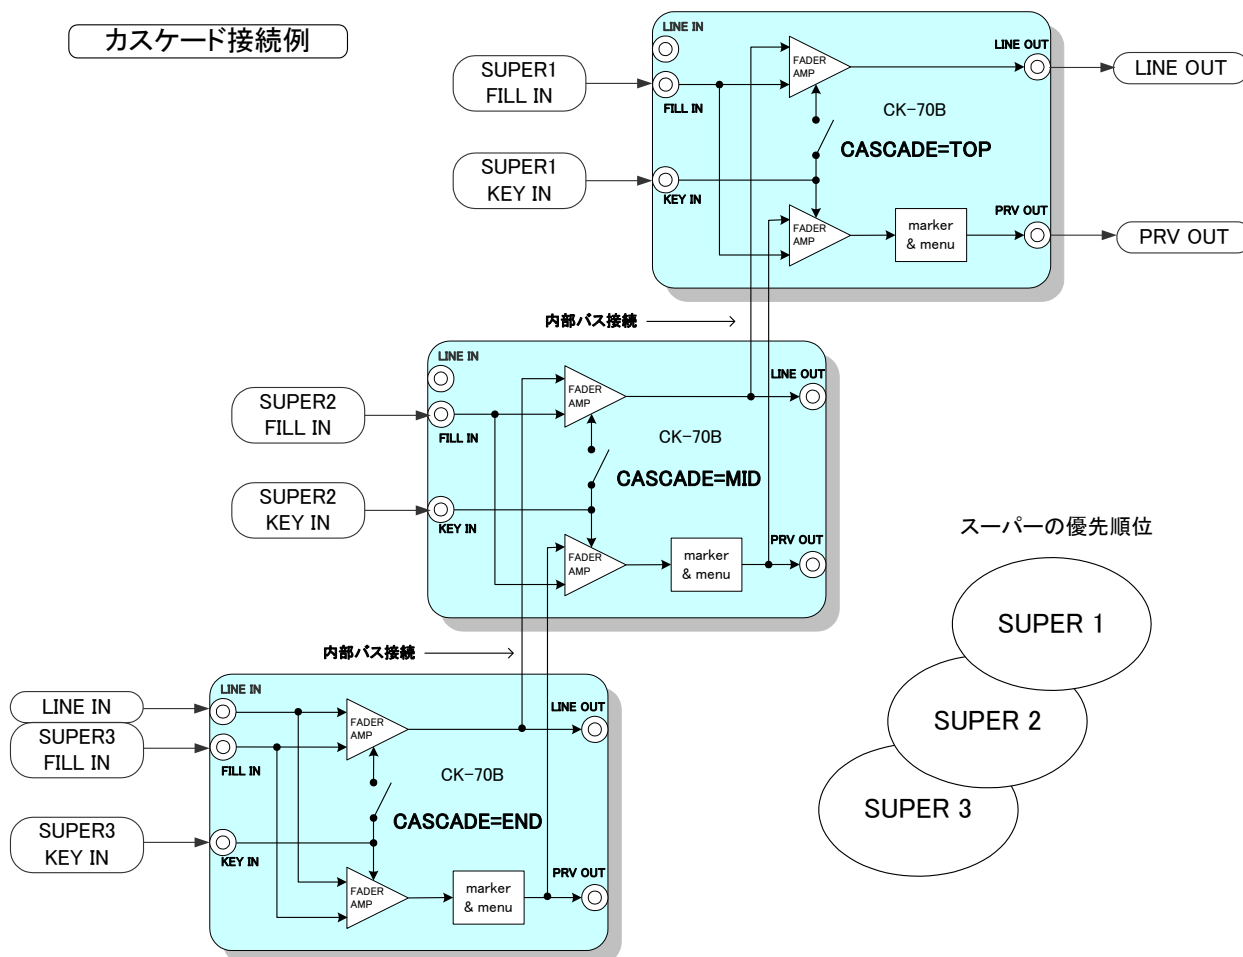 カスケード接続例
SUPER1
FILL IN
SUPER1
KEY IN
LINE IN
FILL IN
KEY IN
FADER
AMP
CK-70B
CASCADE=TOP
FADER
AMP
marker
& menu
LINE OUT
PRV OUT
LINE OUT
PRV OUT
内部バス接続
SUPER2
FILL IN
SUPER2
KEY IN
LINE IN
FILL IN
KEY IN
FADER
AMP
CK-70B
CASCADE=MID
FADER
AMP
marker
& menu
LINE OUT
PRV OUT
内部バス接続
LINE IN
SUPER3
FILL IN
SUPER3
KEY IN
LINE IN
FILL IN
KEY IN
FADER
AMP
CK-70B
CASCADE=END
FADER
AMP
marker
& menu
LINE OUT
PRV OUT
スーパーの優先順位
SUPER 1
SUPER 2
SUPER 3